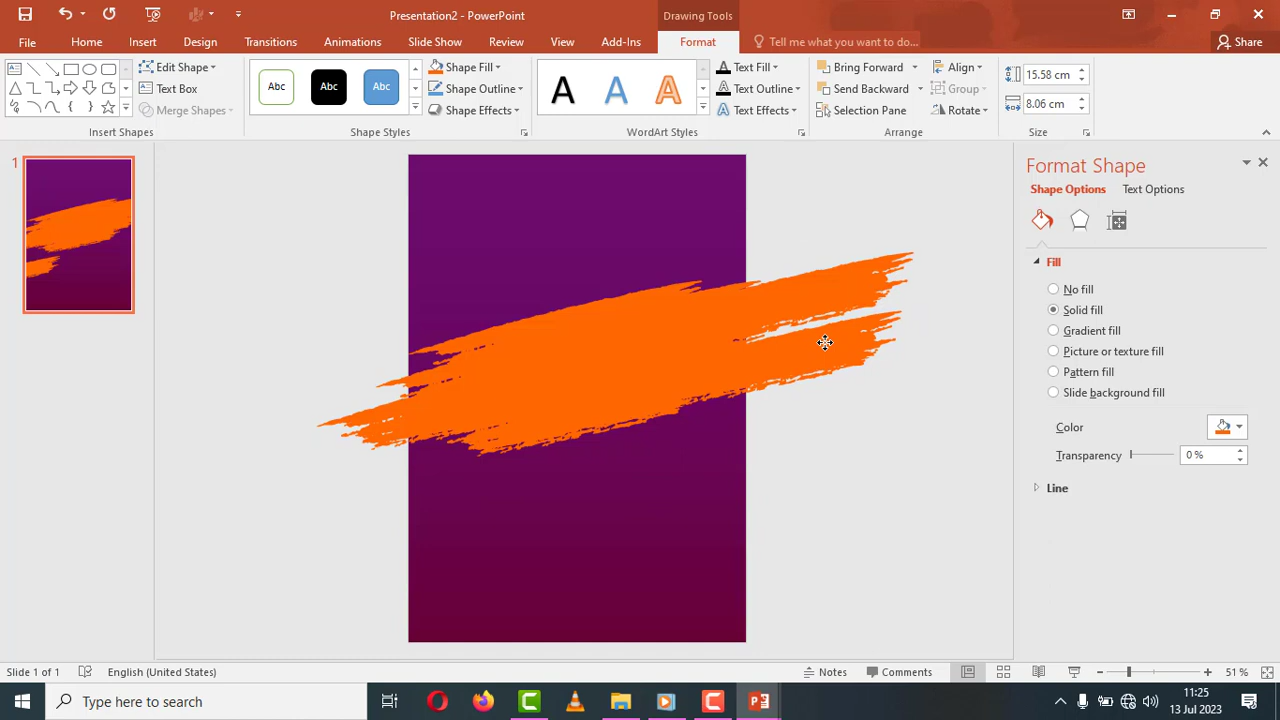 Presentation2 - PowerPoint
Drawing Tools
File
Home
Insert
Design
Transitions
Animations
Slide Show
Review
View
Add-Ins
Format
Tell me what you want to do...
Share
Edit Shape
Text Box
Merge Shapes
Insert Shapes
Abc
Abc
Abc
Shape Fill
Shape Outline
Shape Effects
Shape Styles
A
A
A
Text Fill
Text Outline
Text Effects
WordArt Styles
Bring Forward
Send Backward
Selection Pane
Align
Group
Rotate
Arrange
15.58 cm
8.06 cm
Size
1
Format Shape
Shape Options
Text Options
Fill
No fill
Solid fill
Gradient fill
Picture or texture fill
Pattern fill
Slide background fill
Color
Transparency
0 %
Line
Slide 1 of 1
English (United States)
Notes
Comments
51 %
Type here to search
11:25
13 Jul 2023